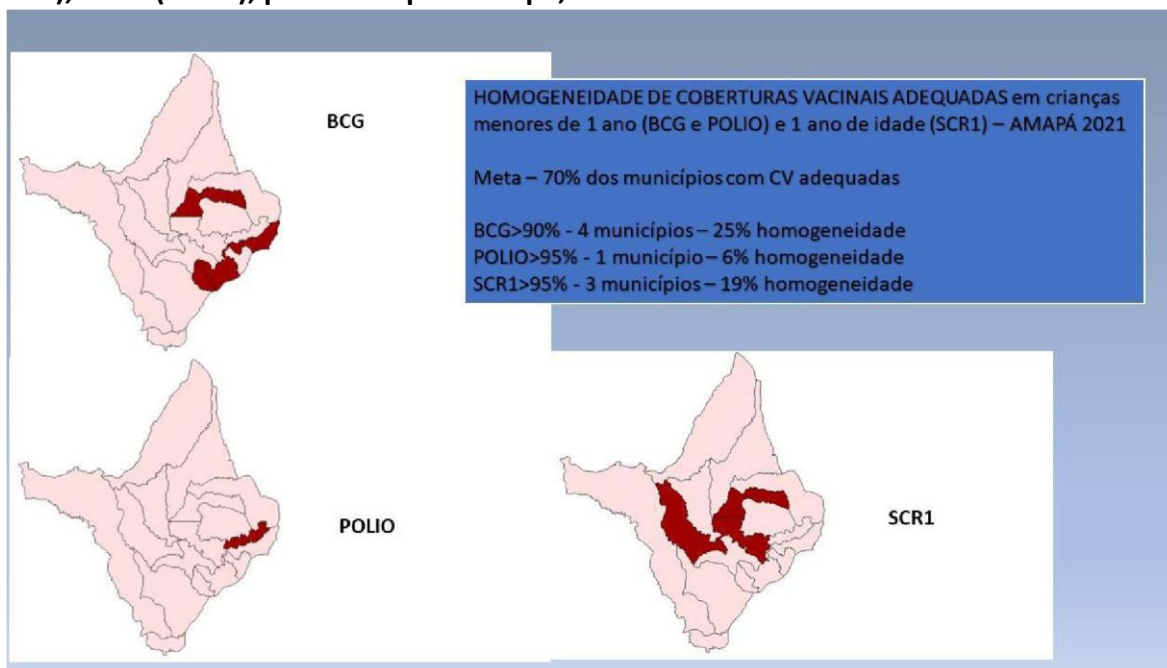 BCG
HOMOGENEIDADE DE COBERTURAS VACINAIS ADEQUADAS em crianças
menores de 1 ano (BCG e POLIO) e 1 ano de idade (SCR1) – AMAPÁ 2021
Meta – 70% dos municípios com CV adequadas
BCG>90% - 4 municípios – 25% homogeneidade
POLIO>95% - 1 município – 6% homogeneidade
SCR1>95% - 3 municípios – 19% homogeneidade
POLIO
SCR1